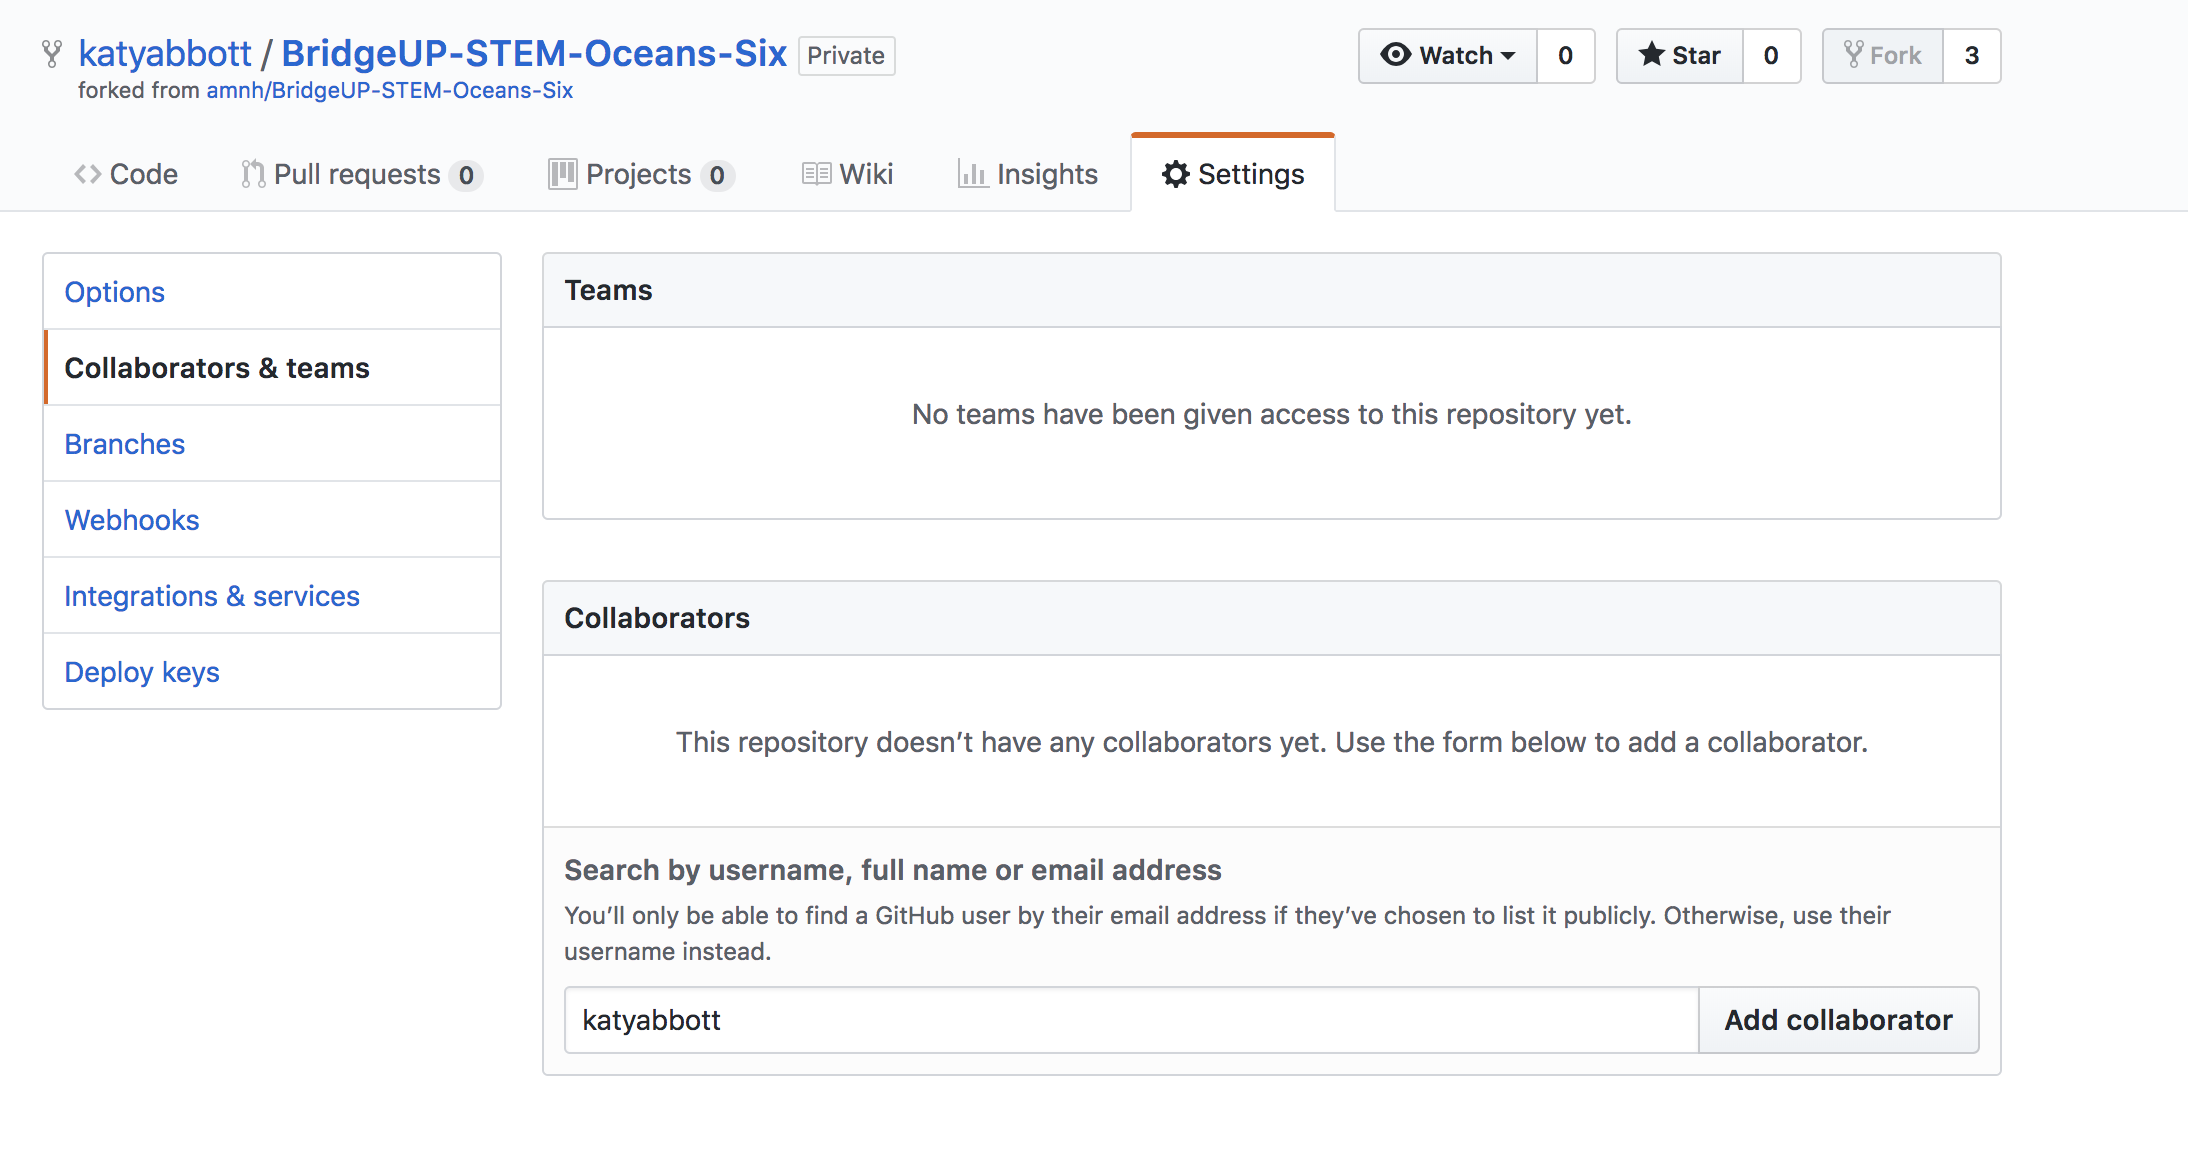 katyabbott / BridgeUP-STEM-Oceans-Six Private
Watch 0 Star 0 Fork 3
forked from amnh/BridgeUP-STEM-Oceans-Six
Code Pull requests 0 Projects 0 Wiki Insights Settings
Options
Collaborators & teams
Branches
Webhooks
Integrations & services
Deploy keys
Teams
No teams have been given access to this repository yet.
Collaborators
This repository doesn’t have any collaborators yet. Use the form below to add a collaborator.
Search by username, full name or email address
You’ll only be able to find a GitHub user by their email address if they’ve chosen to list it publicly. Otherwise, use their
username instead.
katyabbott Add collaborator